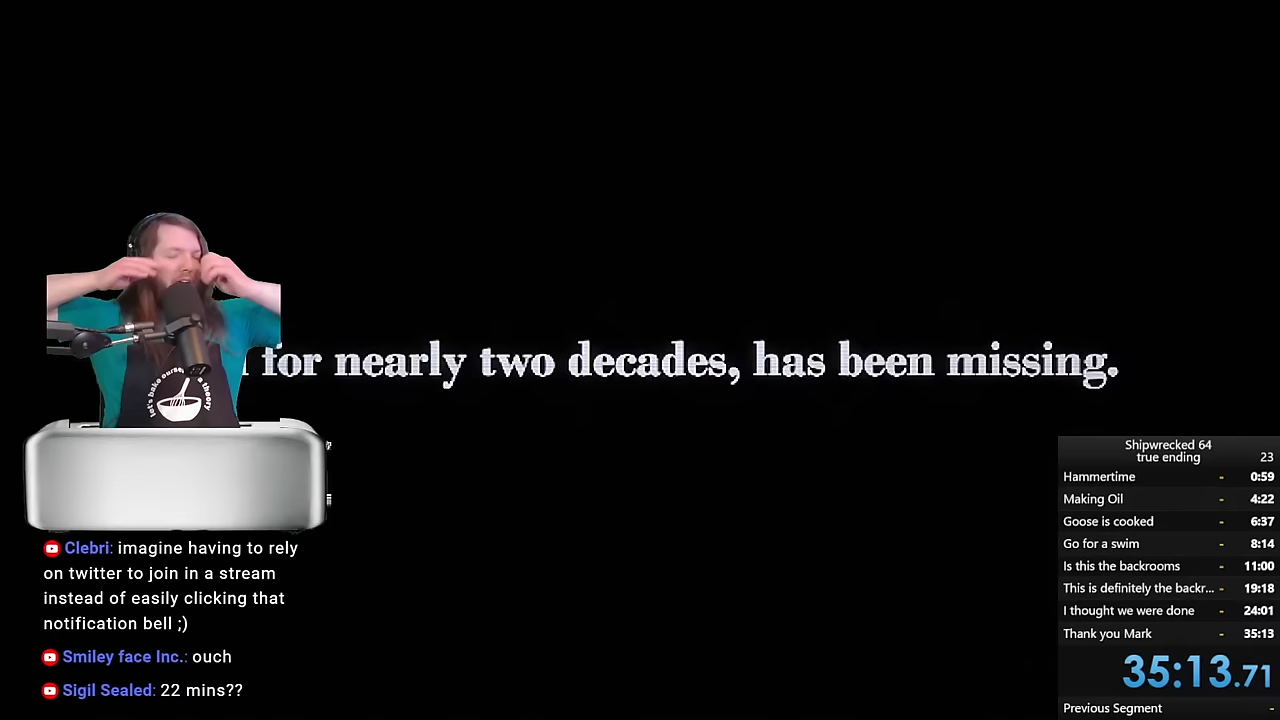 for nearly two decades, has been missing.
let's bake ourselves a theory
Shipwrecked 64
true ending 23
Hammertime - 0:59
Making Oil - 4:22
Goose is cooked - 6:37
Go for a swim - 8:14
Is this the backrooms - 11:00
This is definitely the backr... - 19:18
I thought we were done - 24:01
Thank you Mark - 35:13
35:13.71
Previous Segment -
Clebri: imagine having to rely
on twitter to join in a stream
instead of easily clicking that
notification bell ;)
Smiley face Inc.: ouch
Sigil Sealed: 22 mins??